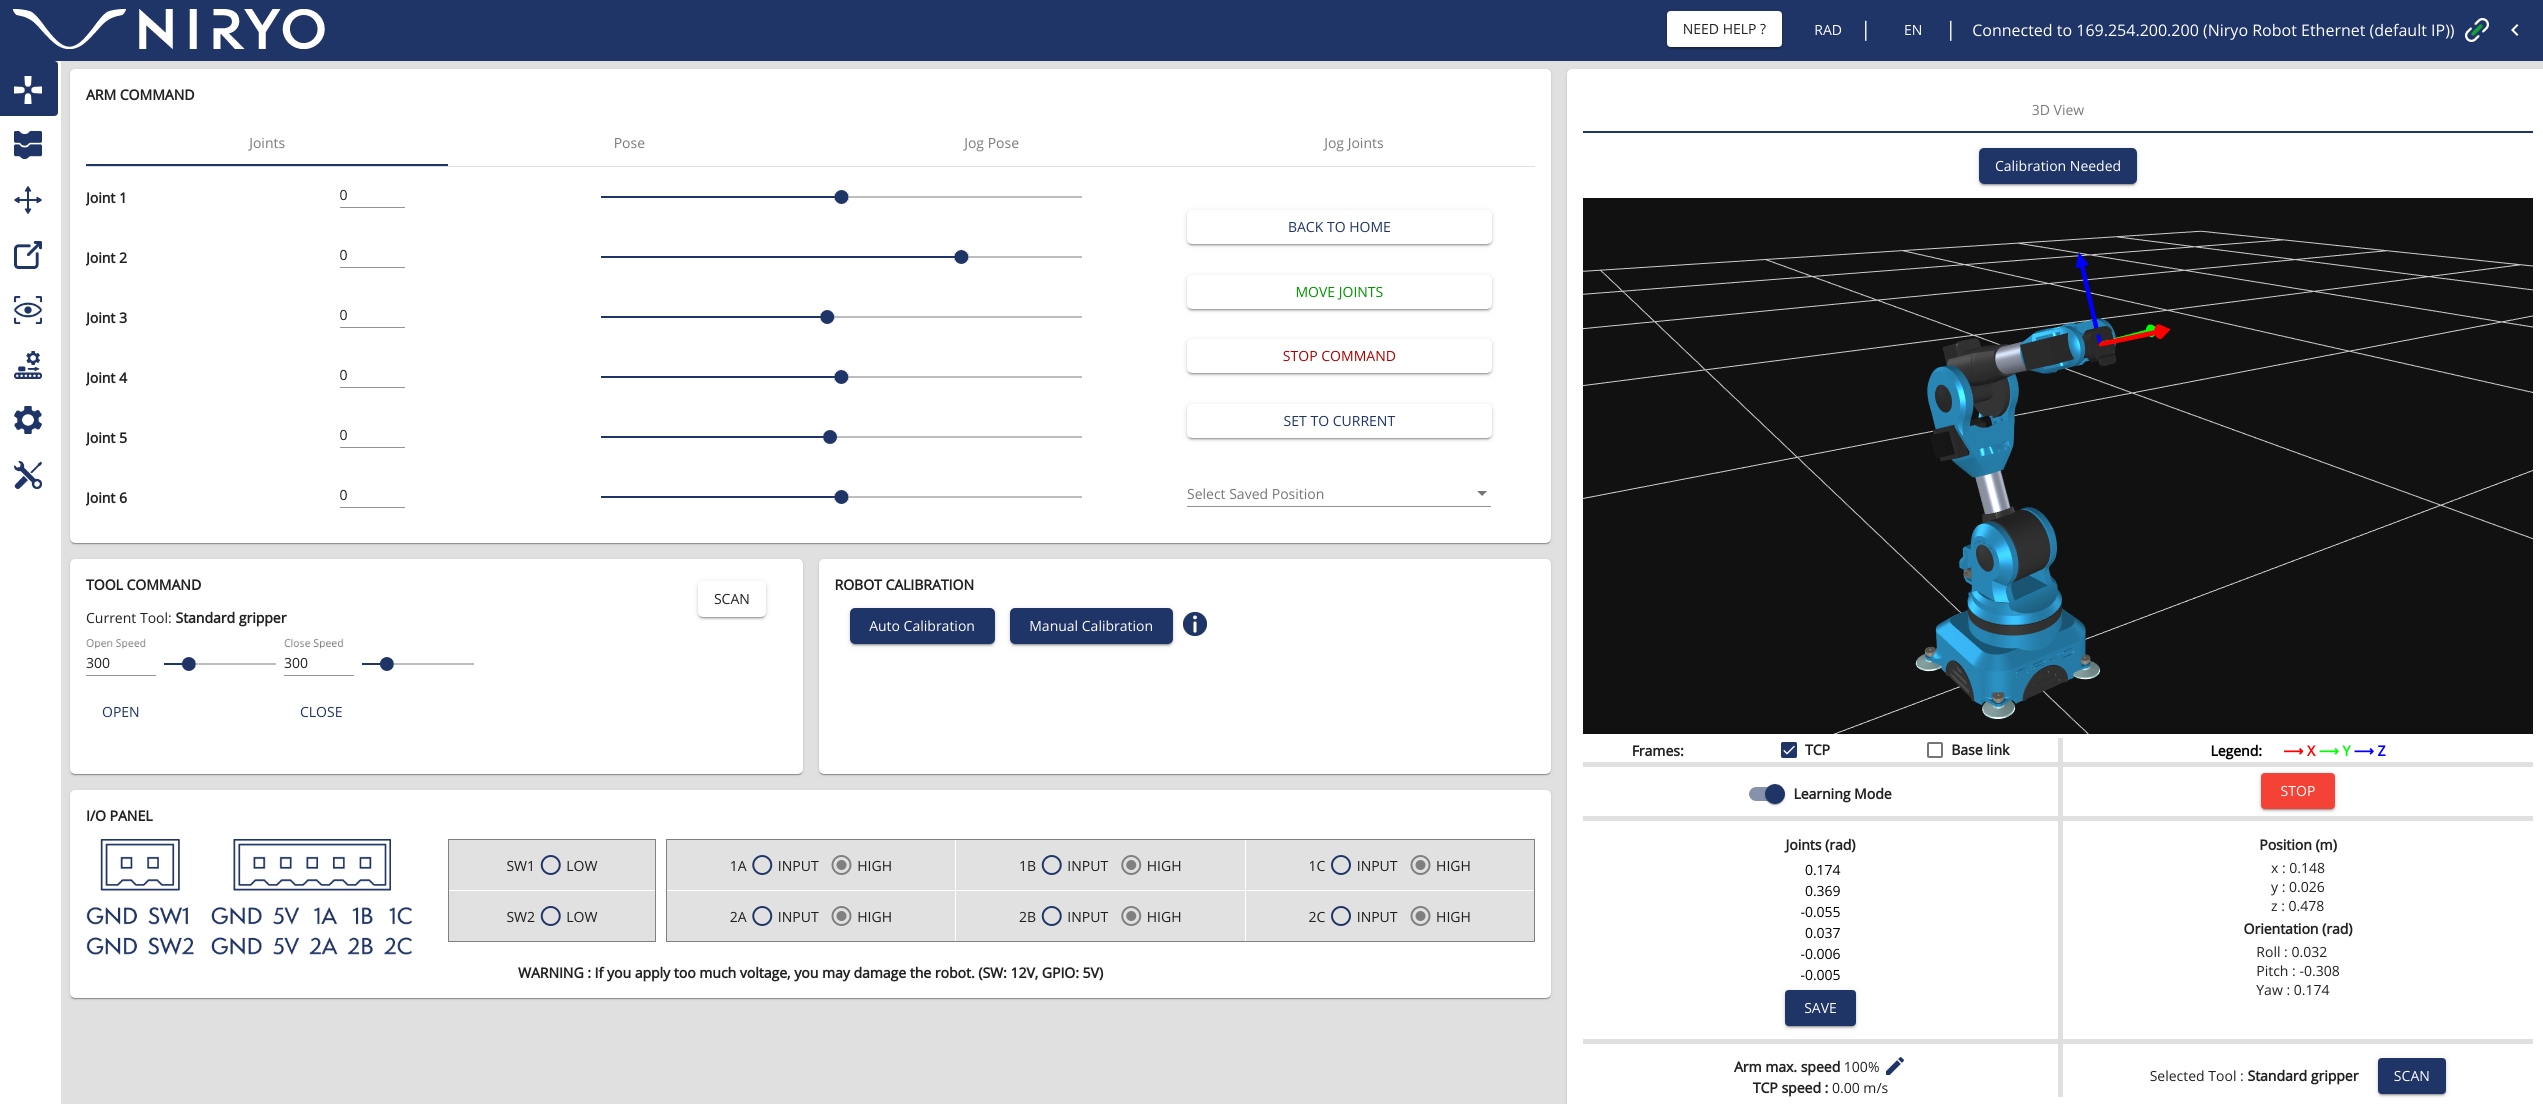 NIRYO
NEED HELP ?
RAD
EN
Connected to 169.254.200.200 (Niryo Robot Ethernet (default IP))
ARM COMMAND
Joints
Pose
Jog Pose
Jog Joints
Joint 1
0
Joint 2
0
Joint 3
0
Joint 4
0
Joint 5
0
Joint 6
0
BACK TO HOME
MOVE JOINTS
STOP COMMAND
SET TO CURRENT
Select Saved Position
TOOL COMMAND
SCAN
Current Tool: Standard gripper
Open Speed
300
Close Speed
300
OPEN
CLOSE
ROBOT CALIBRATION
Auto Calibration
Manual Calibration
I/O PANEL
GND SW1 GND 5V 1A 1B 1C
GND SW2 GND 5V 2A 2B 2C
SW1 LOW
1A INPUT HIGH
1B INPUT HIGH
1C INPUT HIGH
SW2 LOW
2A INPUT HIGH
2B INPUT HIGH
2C INPUT HIGH
WARNING : If you apply too much voltage, you may damage the robot. (SW: 12V, GPIO: 5V)
3D View
Calibration Needed
Frames:
TCP
Base link
Legend:
X
Y
Z
Learning Mode
STOP
Joints (rad)
0.174
0.369
-0.055
0.037
-0.006
-0.005
SAVE
Position (m)
x : 0.148
y : 0.026
z : 0.478
Orientation (rad)
Roll : 0.032
Pitch : -0.308
Yaw : 0.174
Arm max. speed 100%
TCP speed : 0.00 m/s
Selected Tool : Standard gripper
SCAN